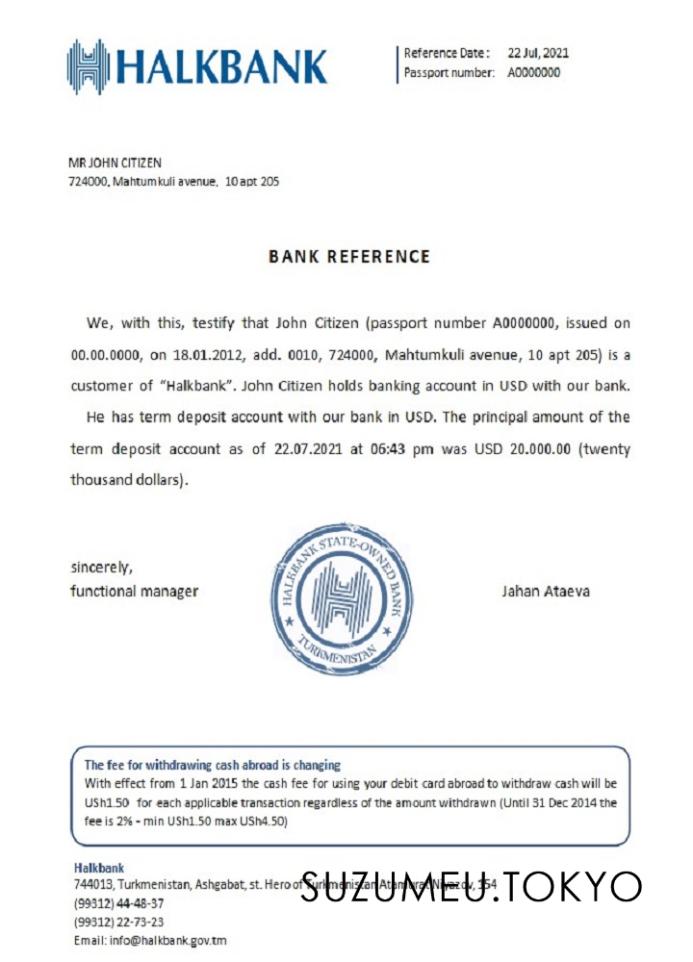 HALKBANK
Reference Date: 22 Jul, 2021
Passport number: A0000000
MR JOHN CITIZEN
724000, Mahtumkuli avenue, 10 apt 205
BANK REFERENCE
We, with this, testify that John Citizen (passport number A0000000, issued on
00.00.0000, on 18.01.2012, add. 0010, 724000, Mahtumkuli avenue, 10 apt 205) is a
customer of "Halkbank". John Citizen holds banking account in USD with our bank.
He has term deposit account with our bank in USD. The principal amount of the
term deposit account as of 22.07.2021 at 06:43 pm was USD 20.000.00 (twenty
thousand dollars).
sincerely,
functional manager
HALKBANK STATE-OWNED BANK
TURKMENISTAN
Jahan Ataeva
The fee for withdrawing cash abroad is changing
With effect from 1 Jan 2015 the cash fee for using your debit card abroad to withdraw cash will be
USh1.50 for each applicable transaction regardless of the amount withdrawn (Until 31 Dec 2014 the
fee is 2% - min USh1.50 max USh4.50)
Halkbank
744013, Turkmenistan, Ashgabat, st. Hero of Turkmenistan Atamurat Niyazov, 154
SUZUMEU.TOKYO
(99312) 44-48-37
(99312) 22-73-23
Email: info@halkbank.gov.tm